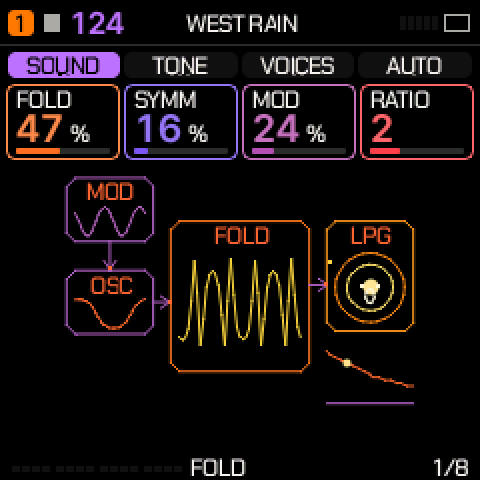 1 124 WEST RAIN
SOUND TONE VOICES AUTO
FOLD SYMM MOD RATIO
47 % 16 % 24 % 2
MOD
FOLD LPG
OSC
FOLD 1/8